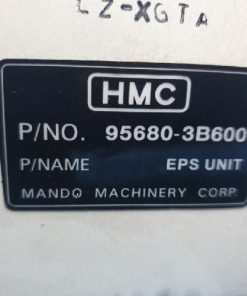 LZ-XGTA
HMC
P/NO. 95680-3B600
P/NAME EPS UNIT
MANDO MACHINERY CORP.